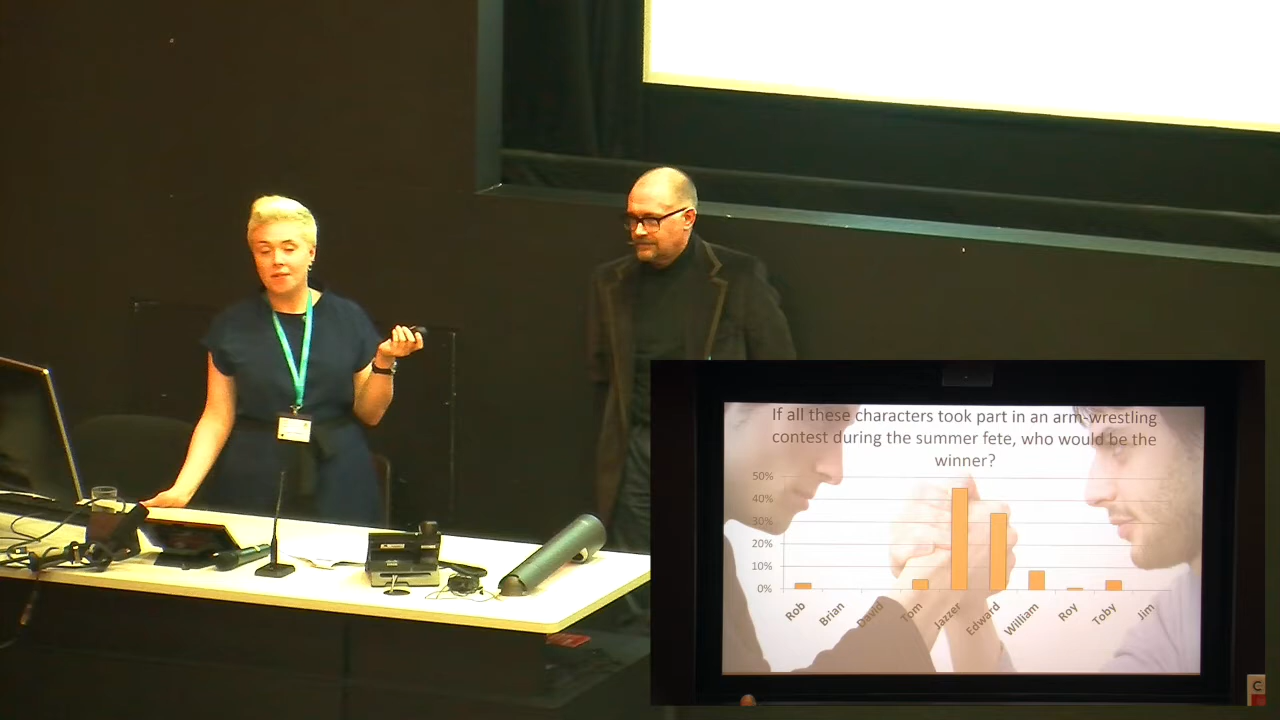 If all these characters took part in an arm-wrestling
contest during the summer fete, who would be the
winner?
50%
40%
30%
20%
10%
0%
Rob
Brian
David
Tom
Jazzer
Edward
William
Roy
Toby
Jim
C